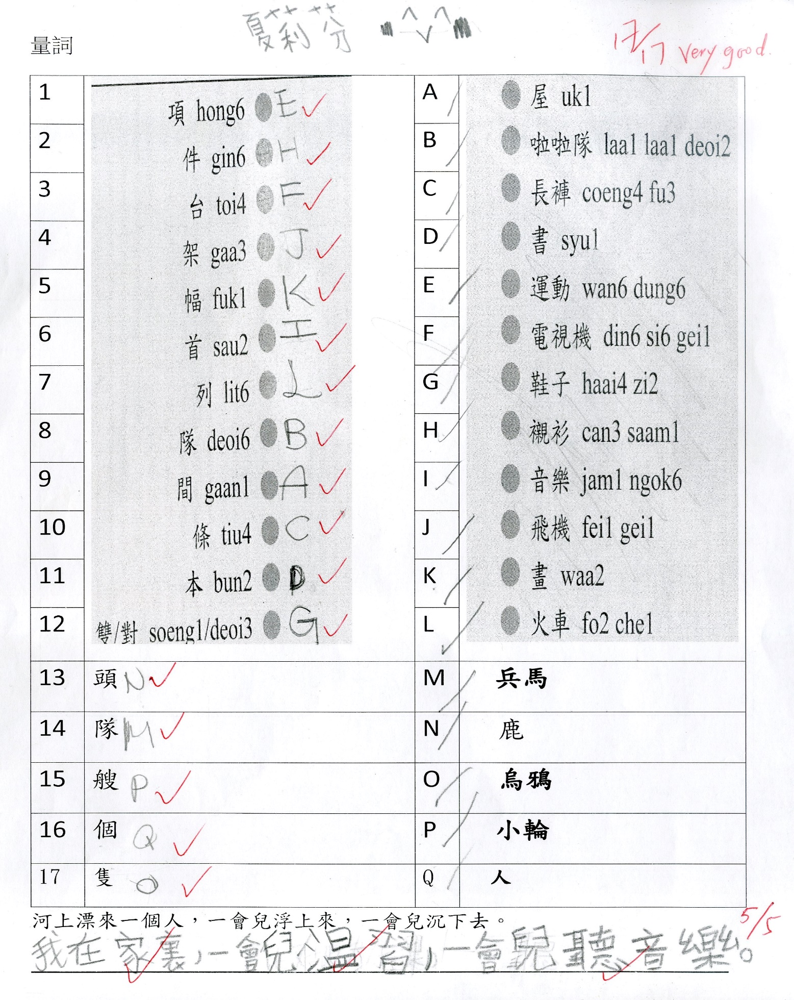 夏莉芬
量詞
17/17 very good.
1 項 hong6 E A 屋 uk1
2 件 gin6 H B 啦啦隊 laa1 laa1 deoi2
3 台 toi4 F C 長褲 coeng4 fu3
4 架 gaa3 J D 書 syu1
5 幅 fuk1 K E 運動 wan6 dung6
6 首 sau2 I F 電視機 din6 si6 gei1
7 列 lit6 L G 鞋子 haai4 zi2
8 隊 deoi6 B H 襯衫 can3 saam1
9 間 gaan1 A I 音樂 jam1 ngok6
10 條 tiu4 C J 飛機 fei1 gei1
11 本 bun2 D K 畫 waa2
12 雙/對 soeng1/deoi3 G L 火車 fo2 che1
13 頭 N M 兵馬
14 隊 M N 鹿
15 艘 P O 烏鴉
16 個 Q P 小輪
17 隻 O Q 人
河上漂來一個人，一會兒浮上來，一會兒沉下去。
5/5
我在家裏，一會兒溫習，一會兒聽音樂。